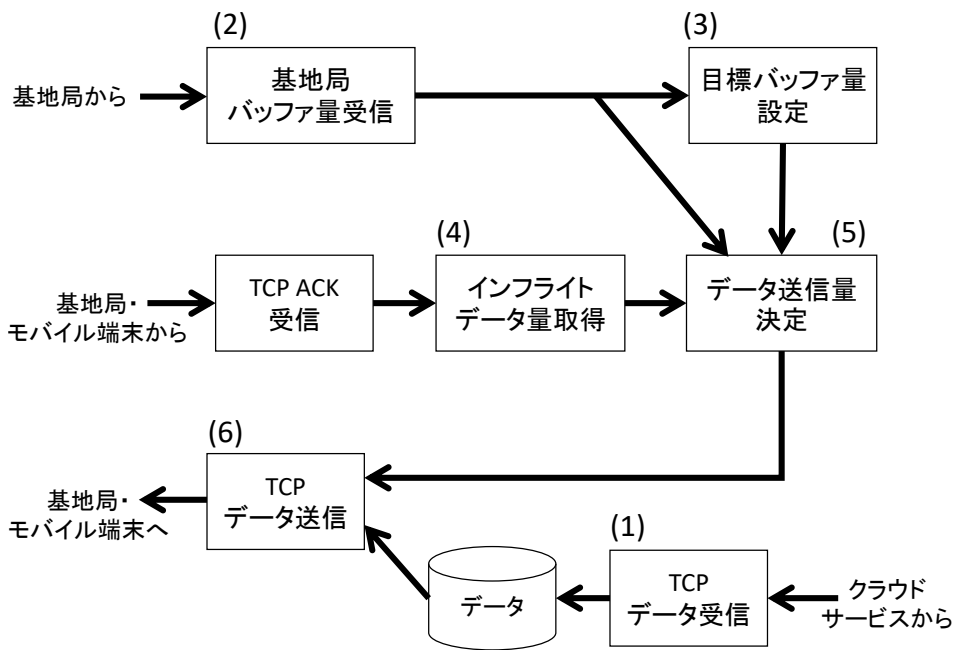 (2)
(3)
基地局から
基地局
バッファ量受信
目標バッファ量
設定
(4)
(5)
基地局・
モバイル端末から
TCP ACK
受信
インフライト
データ量取得
データ送信量
決定
(6)
基地局・
モバイル端末へ
TCP
データ送信
(1)
データ
TCP
データ受信
クラウド
サービスから